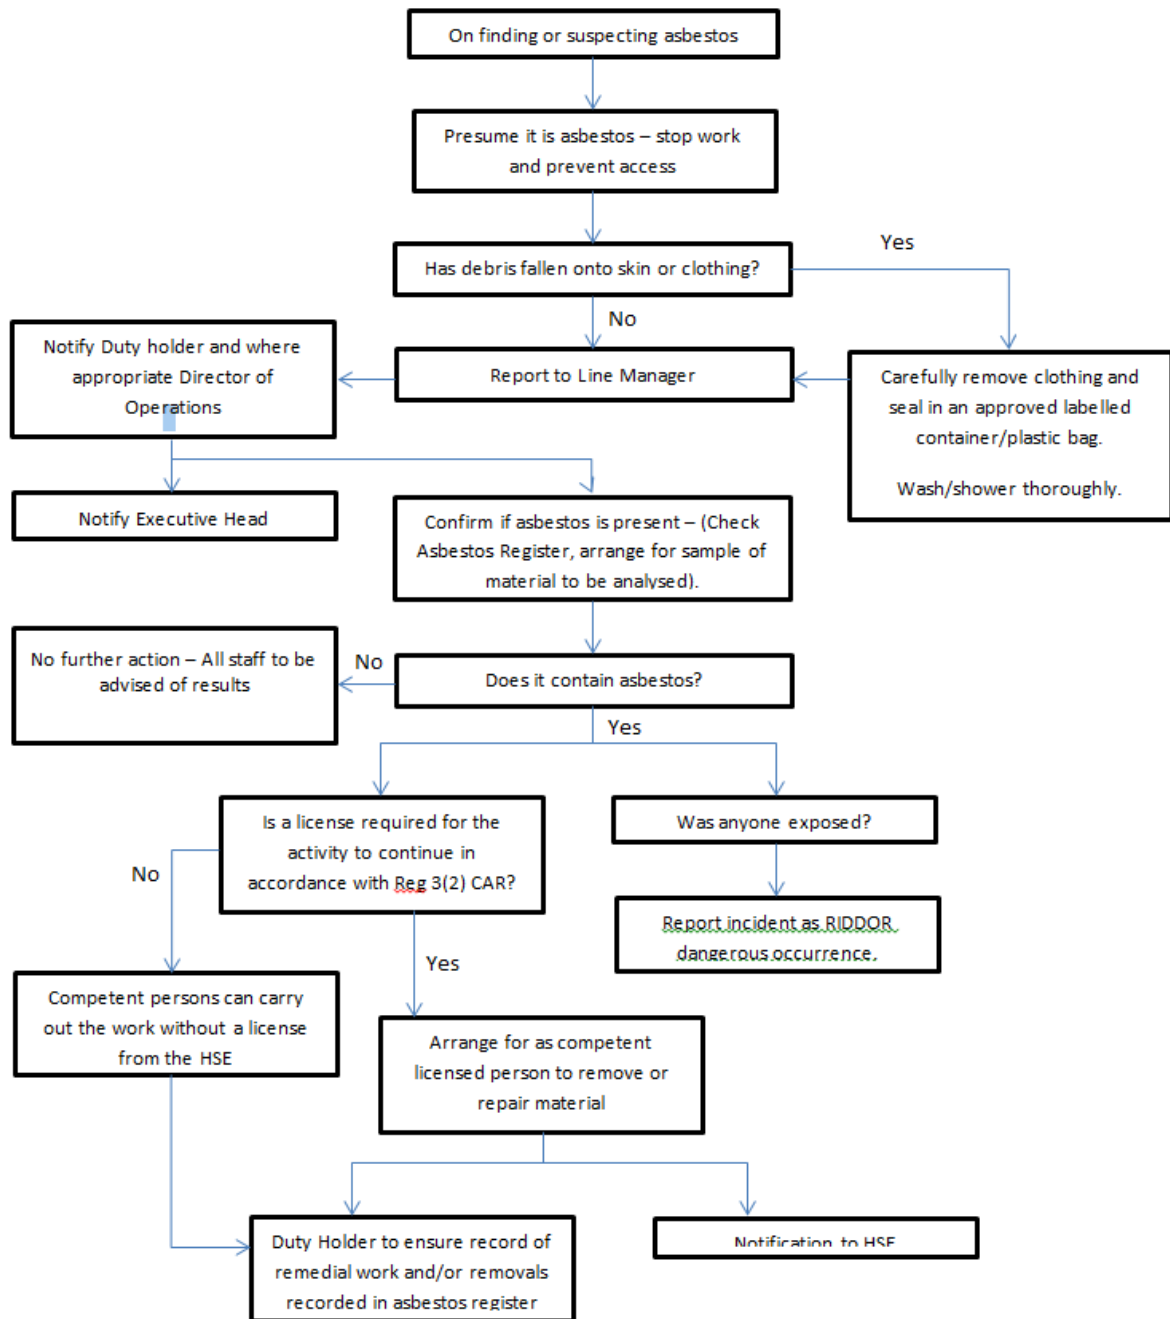 On finding or suspecting asbestos
Presume it is asbestos – stop work
and prevent access
Yes
Has debris fallen onto skin or clothing?
No
Notify Duty holder and where
appropriate Director of
Operations
Report to Line Manager
Carefully remove clothing and
seal in an approved labelled
container/plastic bag.
Wash/shower thoroughly.
Notify Executive Head
Confirm if asbestos is present – (Check
Asbestos Register, arrange for sample
of material to be analysed).
No further action – All staff to be
advised of results
No
Does it contain asbestos?
Yes
Is a license required for the
activity to continue in
accordance with Reg 3(2) CAR?
Was anyone exposed?
No
Report incident as RIDDOR
dangerous occurrence.
Yes
Competent persons can carry
out the work without a license
from the HSE
Arrange for as competent
licensed person to remove or
repair material
Duty Holder to ensure record of
remedial work and/or removals
recorded in asbestos register
Notification to HSE